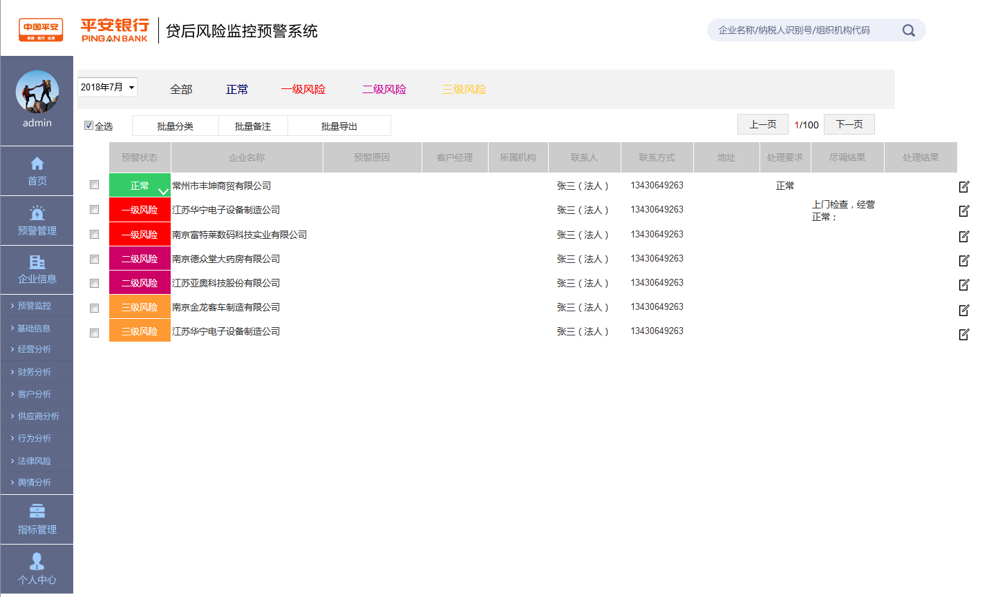 中国平安
保险·银行·投资
平安银行
PING AN BANK
贷后风险监控预警系统
企业名称/纳税人识别号/组织机构代码
admin
首页
预警管理
企业信息
预警监控
基础信息
经营分析
财务分析
客户分析
供应商分析
行为分析
法律风险
舆情分析
指标管理
个人中心
2018年7月 全部 正常 一级风险 二级风险 三级风险
全选 批量分类 批量备注 批量导出 上一页 1/100 下一页
预警状态 企业名称 预警原因 客户经理 所属机构 联系人 联系方式 地址 处理要求 尽调结果 处理结果
正常 常州市丰坤商贸有限公司 张三（法人） 13430649263 正常
一级风险 江苏华宁电子设备制造公司 张三（法人） 13430649263 上门检查，经营
正常；
一级风险 南京富特莱数码科技实业有限公司 张三（法人） 13430649263
二级风险 南京德众堂大药房有限公司 张三（法人） 13430649263
二级风险 江苏亚奥科技股份有限公司 张三（法人） 13430649263
三级风险 南京金龙客车制造有限公司 张三（法人） 13430649263
三级风险 江苏华宁电子设备制造公司 张三（法人） 13430649263